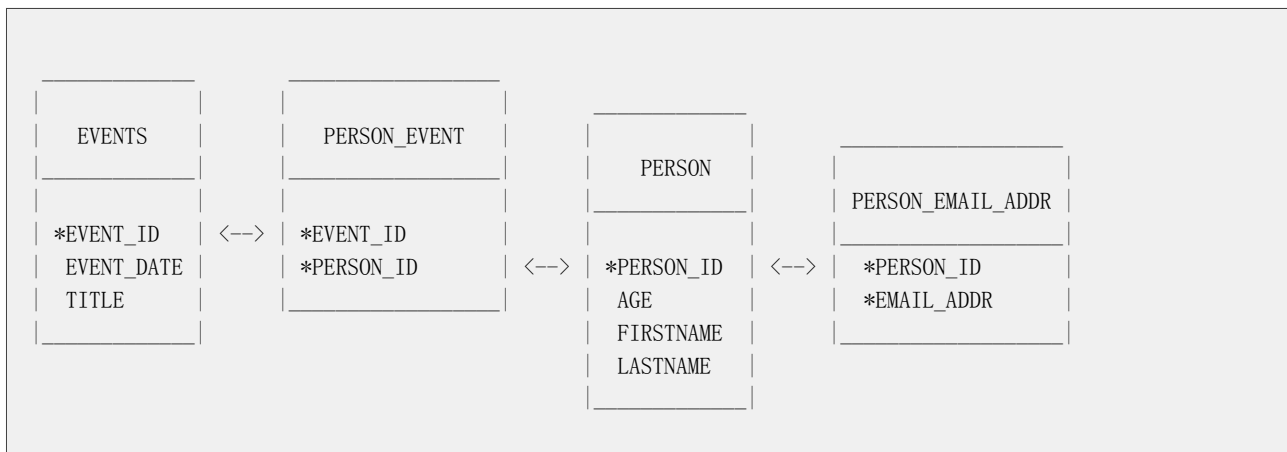 EVENTS
PERSON_EVENT
PERSON
PERSON_EMAIL_ADDR
*EVENT_ID <--> *EVENT_ID
EVENT_DATE *PERSON_ID <--> *PERSON_ID <--> *PERSON_ID
TITLE AGE *EMAIL_ADDR
FIRSTNAME
LASTNAME